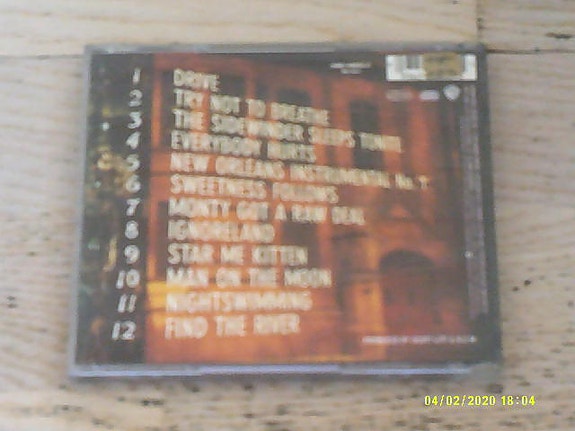 1 DRIVE
2 TRY NOT TO BREATHE
3 THE SIDEWINDER SLEEPS TONITE
4 EVERYBODY HURTS
5 NEW ORLEANS INSTRUMENTAL No. 1
6 SWEETNESS FOLLOWS
7 MONTY GOT A RAW DEAL
8 IGNORELAND
9 STAR ME KITTEN
10 MAN ON THE MOON
11 NIGHTSWIMMING
12 FIND THE RIVER
04/02/2020 18:04